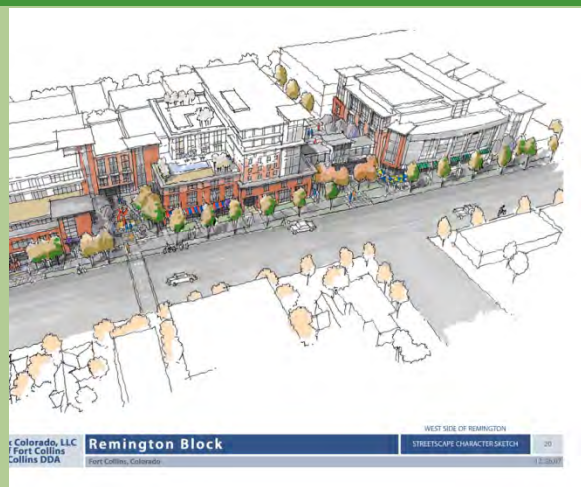 WEST SIDE OF REMINGTON
Colorado, LLC
Fort Collins
Collins DDA
Remington Block
STREETSCAPE CHARACTER SKETCH
20
Fort Collins, Colorado